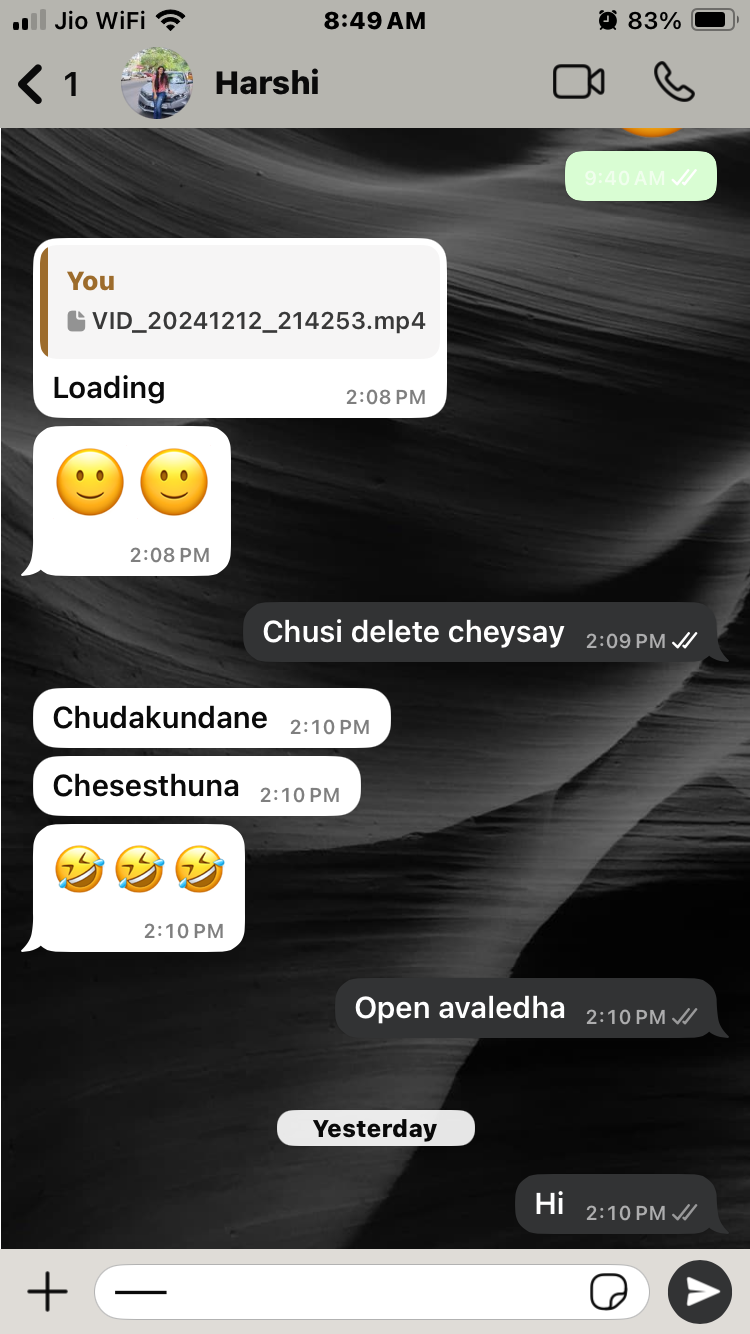 Jio WiFi 8:49 AM 83%
1 Harshi
9:40 AM
You
VID_20241212_214253.mp4
Loading 2:08 PM
🙂 🙂
2:08 PM
Chusi delete cheysay 2:09 PM
Chudakundane 2:10 PM
Chesesthuna 2:10 PM
🤣 🤣 🤣
2:10 PM
Open avaledha 2:10 PM
Yesterday
Hi 2:10 PM